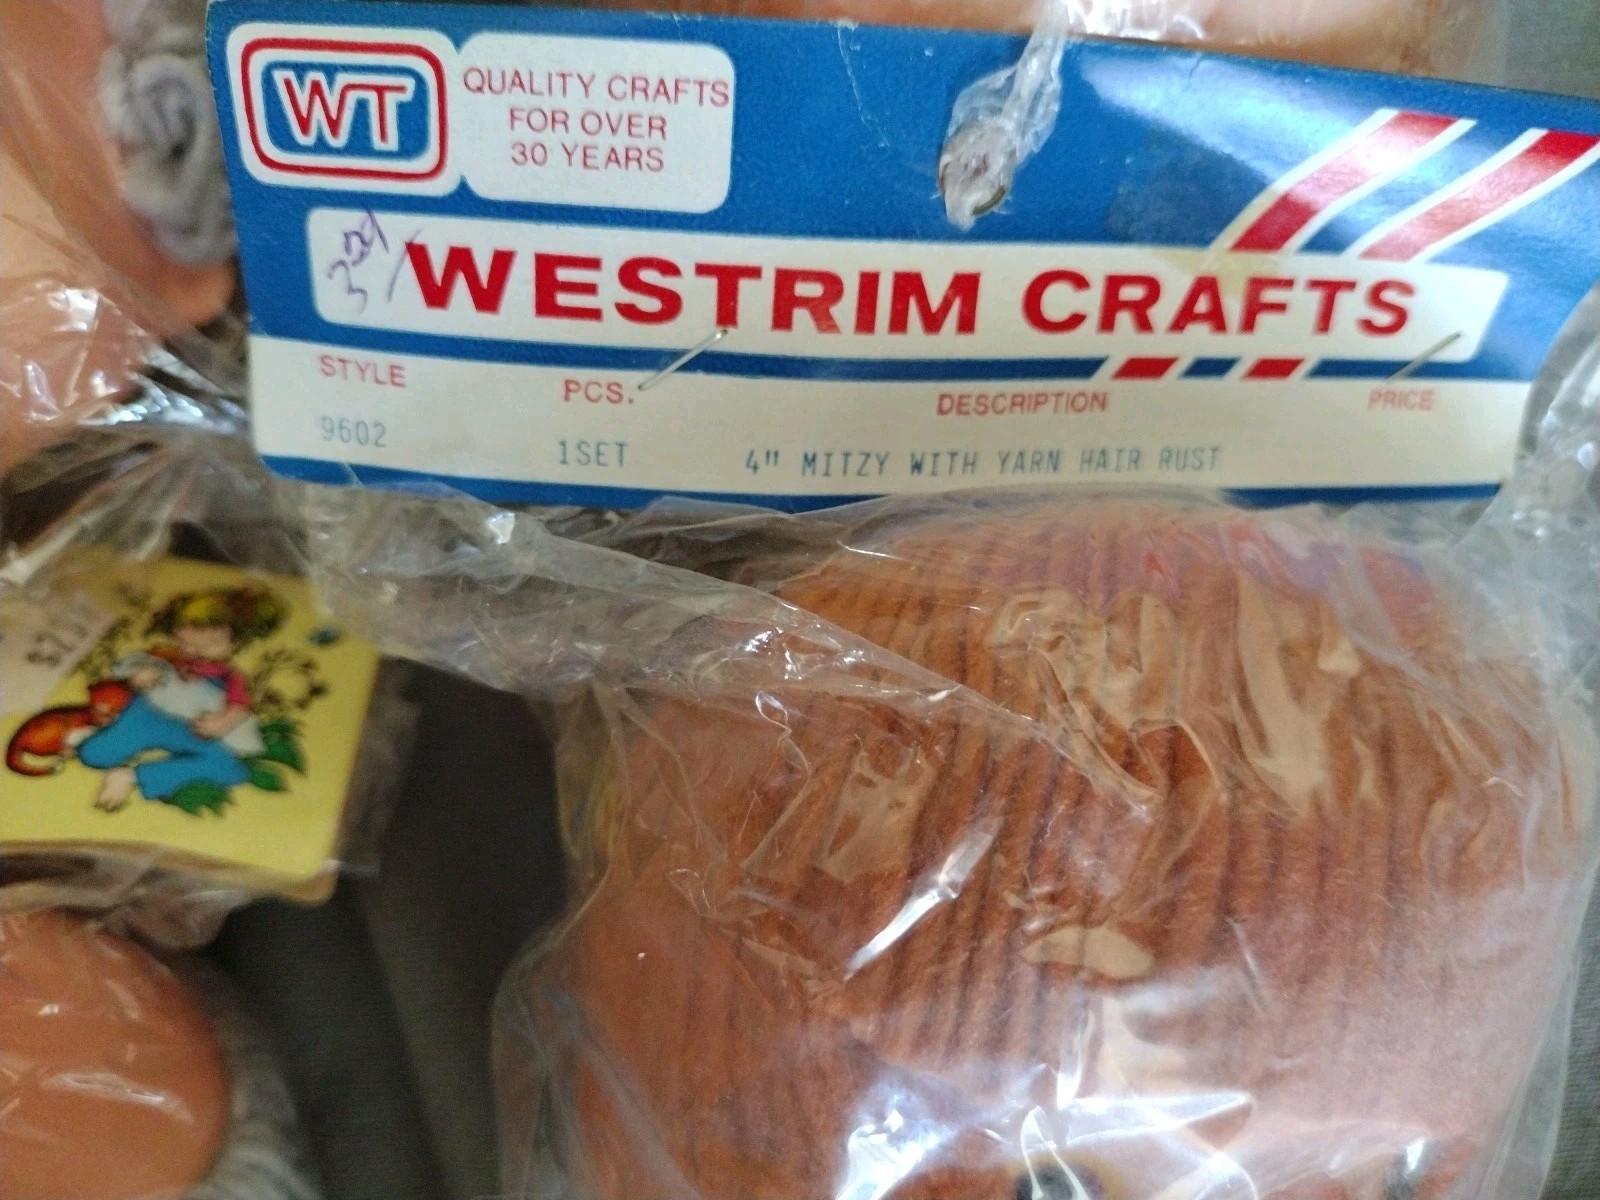 WT
QUALITY CRAFTS
FOR OVER
30 YEARS
WESTRIM CRAFTS
STYLE PCS. DESCRIPTION PRICE
9602 1SET 4" MITZY WITH YARN HAIR RUST